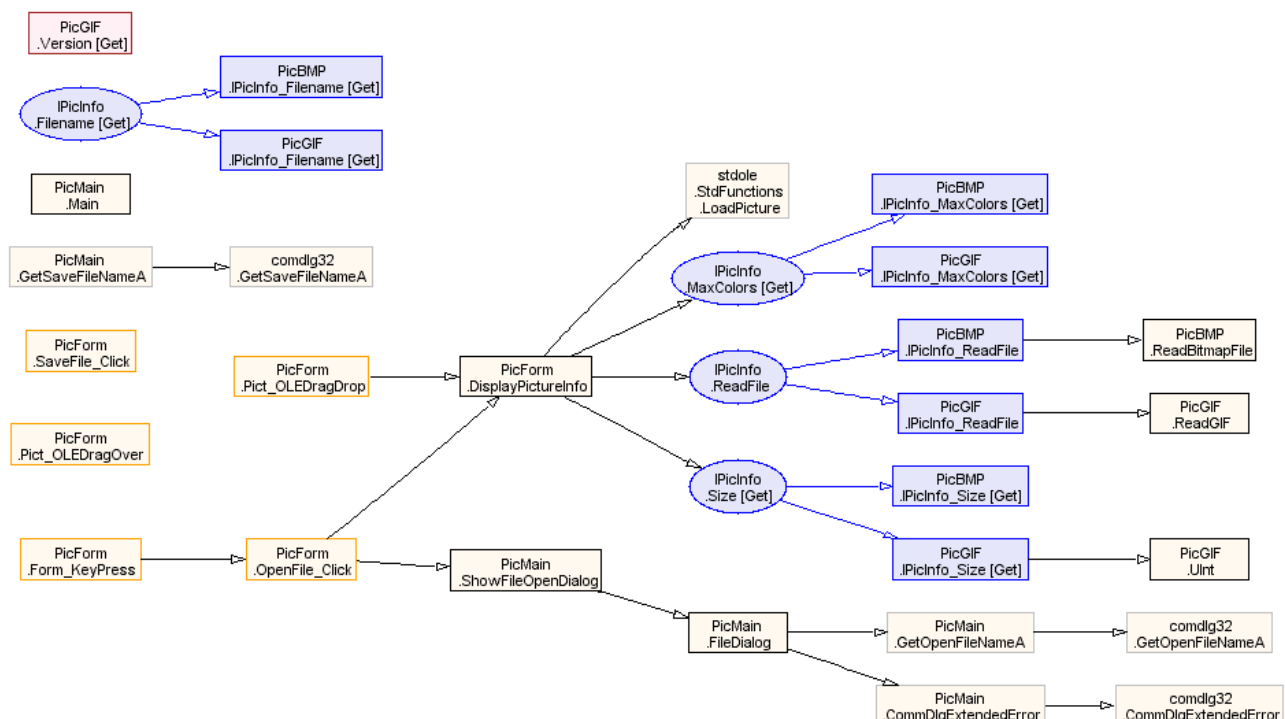 PicGIF
.Version [Get]
PicBMP
.IPicInfo_Filename [Get]
IPicInfo
.Filename [Get]
PicGIF
.IPicInfo_Filename [Get]
PicMain
.Main
stdole
.StdFunctions
.LoadPicture
PicBMP
.IPicInfo_MaxColors [Get]
PicMain
.GetSaveFileNameA
comdlg32
.GetSaveFileNameA
IPicInfo
.MaxColors [Get]
PicGIF
.IPicInfo_MaxColors [Get]
PicForm
.SaveFile_Click
PicForm
.Pict_OLEDragDrop
PicForm
.DisplayPictureInfo
IPicInfo
.ReadFile
PicBMP
.IPicInfo_ReadFile
PicBMP
.ReadBitmapFile
PicGIF
.IPicInfo_ReadFile
PicGIF
.ReadGIF
PicForm
.Pict_OLEDragOver
IPicInfo
.Size [Get]
PicBMP
.IPicInfo_Size [Get]
PicForm
.Form_KeyPress
PicForm
.OpenFile_Click
PicMain
.ShowFileOpenDialog
PicGIF
.IPicInfo_Size [Get]
PicGIF
.UInt
PicMain
.FileDialog
PicMain
.GetOpenFileNameA
comdlg32
.GetOpenFileNameA
PicMain
.CommDlgExtendedError
comdlg32
.CommDlgExtendedError